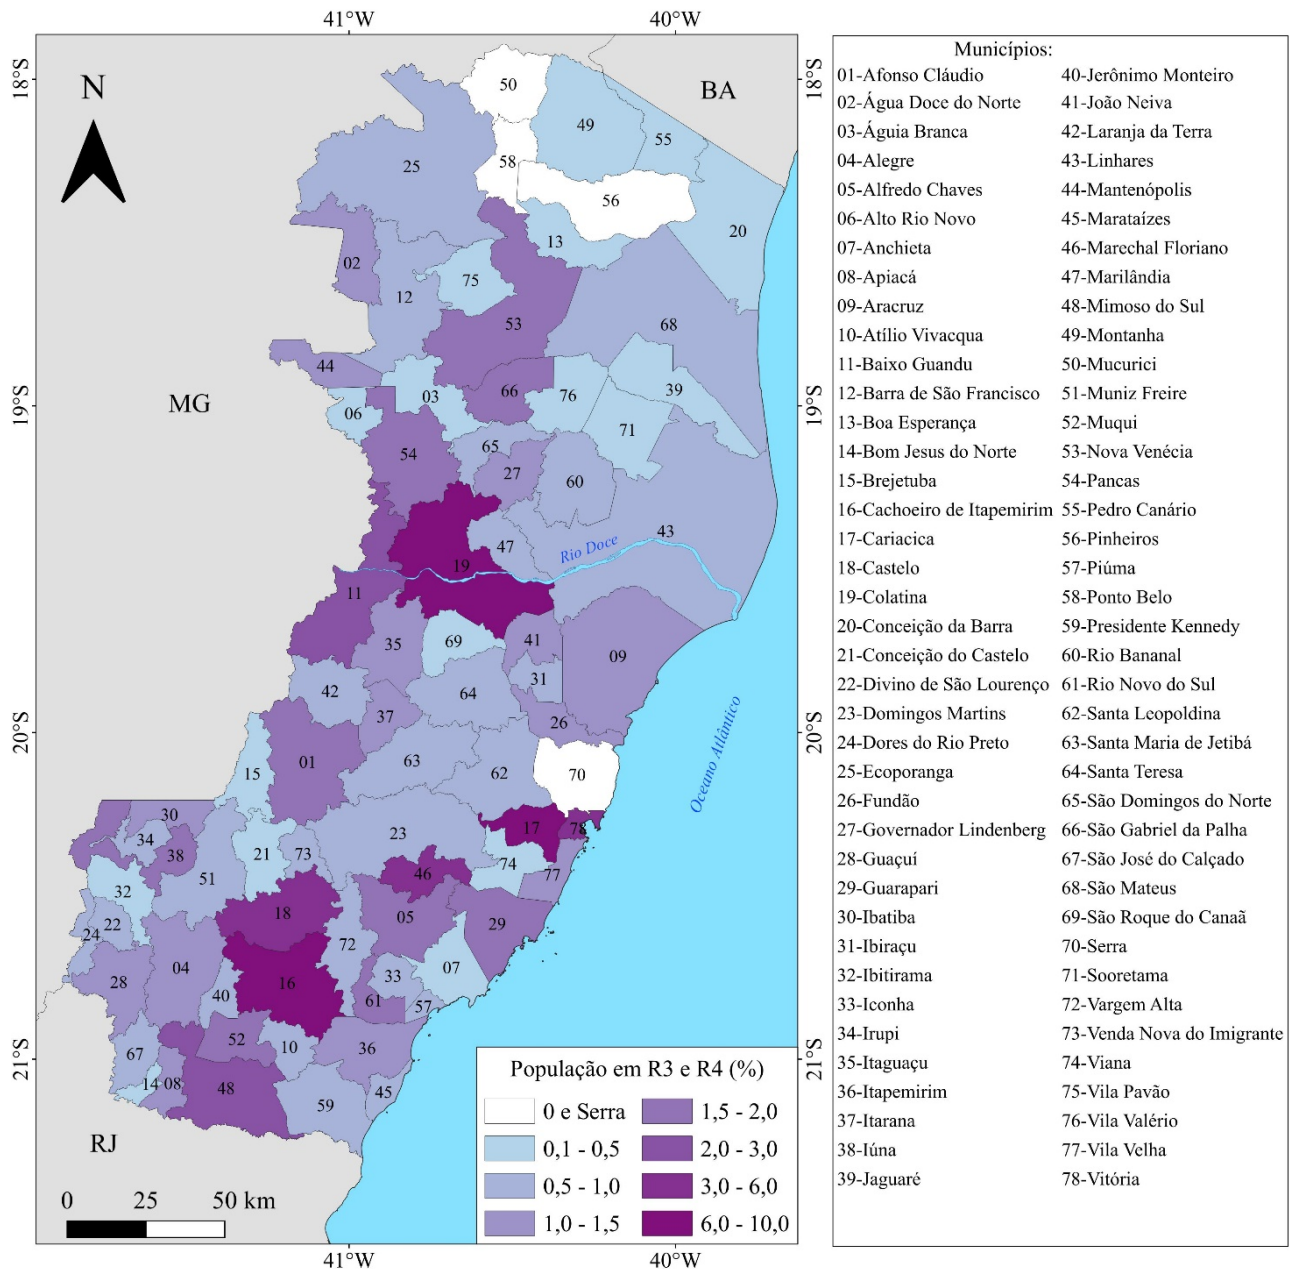 41°W 40°W
18°S 18°S
N
BA
50
49
55
58
25
56
20
13
02
75
12
53
68
44
MG
66
39
03
76
19°S 19°S
06
71
65
54
27
60
43
Rio Doce
47
19
11
35
69
41
09
31
42
64
37
26
Oceano Atlântico
20°S 20°S
01
63
62
15
70
30
17
78
34
23
38
21
73
74
46
77
51
32
18
05
29
22
24
72
04
07
28
16
33
40
61
57
52
10
36
67
14
08
48
45
59
21°S 21°S
RJ
0 25 50 km
41°W 40°W
População em R3 e R4 (%)
0 e Serra 1,5 - 2,0
0,1 - 0,5 2,0 - 3,0
0,5 - 1,0 3,0 - 6,0
1,0 - 1,5 6,0 - 10,0
Municípios:
01-Afonso Cláudio
02-Água Doce do Norte
03-Águia Branca
04-Alegre
05-Alfredo Chaves
06-Alto Rio Novo
07-Anchieta
08-Apiacá
09-Aracruz
10-Atílio Vivacqua
11-Baixo Guandu
12-Barra de São Francisco
13-Boa Esperança
14-Bom Jesus do Norte
15-Brejetuba
16-Cachoeiro de Itapemirim
17-Cariacica
18-Castelo
19-Colatina
20-Conceição da Barra
21-Conceição do Castelo
22-Divino de São Lourenço
23-Domingos Martins
24-Dores do Rio Preto
25-Ecoporanga
26-Fundão
27-Governador Lindenberg
28-Guaçuí
29-Guarapari
30-Ibatiba
31-Ibiraçu
32-Ibitirama
33-Iconha
34-Irupi
35-Itaguaçu
36-Itapemirim
37-Itarana
38-Iúna
39-Jaguaré
40-Jerônimo Monteiro
41-João Neiva
42-Laranja da Terra
43-Linhares
44-Mantenópolis
45-Marataízes
46-Marechal Floriano
47-Marilândia
48-Mimoso do Sul
49-Montanha
50-Mucurici
51-Muniz Freire
52-Muqui
53-Nova Venécia
54-Pancas
55-Pedro Canário
56-Pinheiros
57-Piúma
58-Ponto Belo
59-Presidente Kennedy
60-Rio Bananal
61-Rio Novo do Sul
62-Santa Leopoldina
63-Santa Maria de Jetibá
64-Santa Teresa
65-São Domingos do Norte
66-São Gabriel da Palha
67-São José do Calçado
68-São Mateus
69-São Roque do Canaã
70-Serra
71-Sooretama
72-Vargem Alta
73-Venda Nova do Imigrante
74-Viana
75-Vila Pavão
76-Vila Valério
77-Vila Velha
78-Vitória